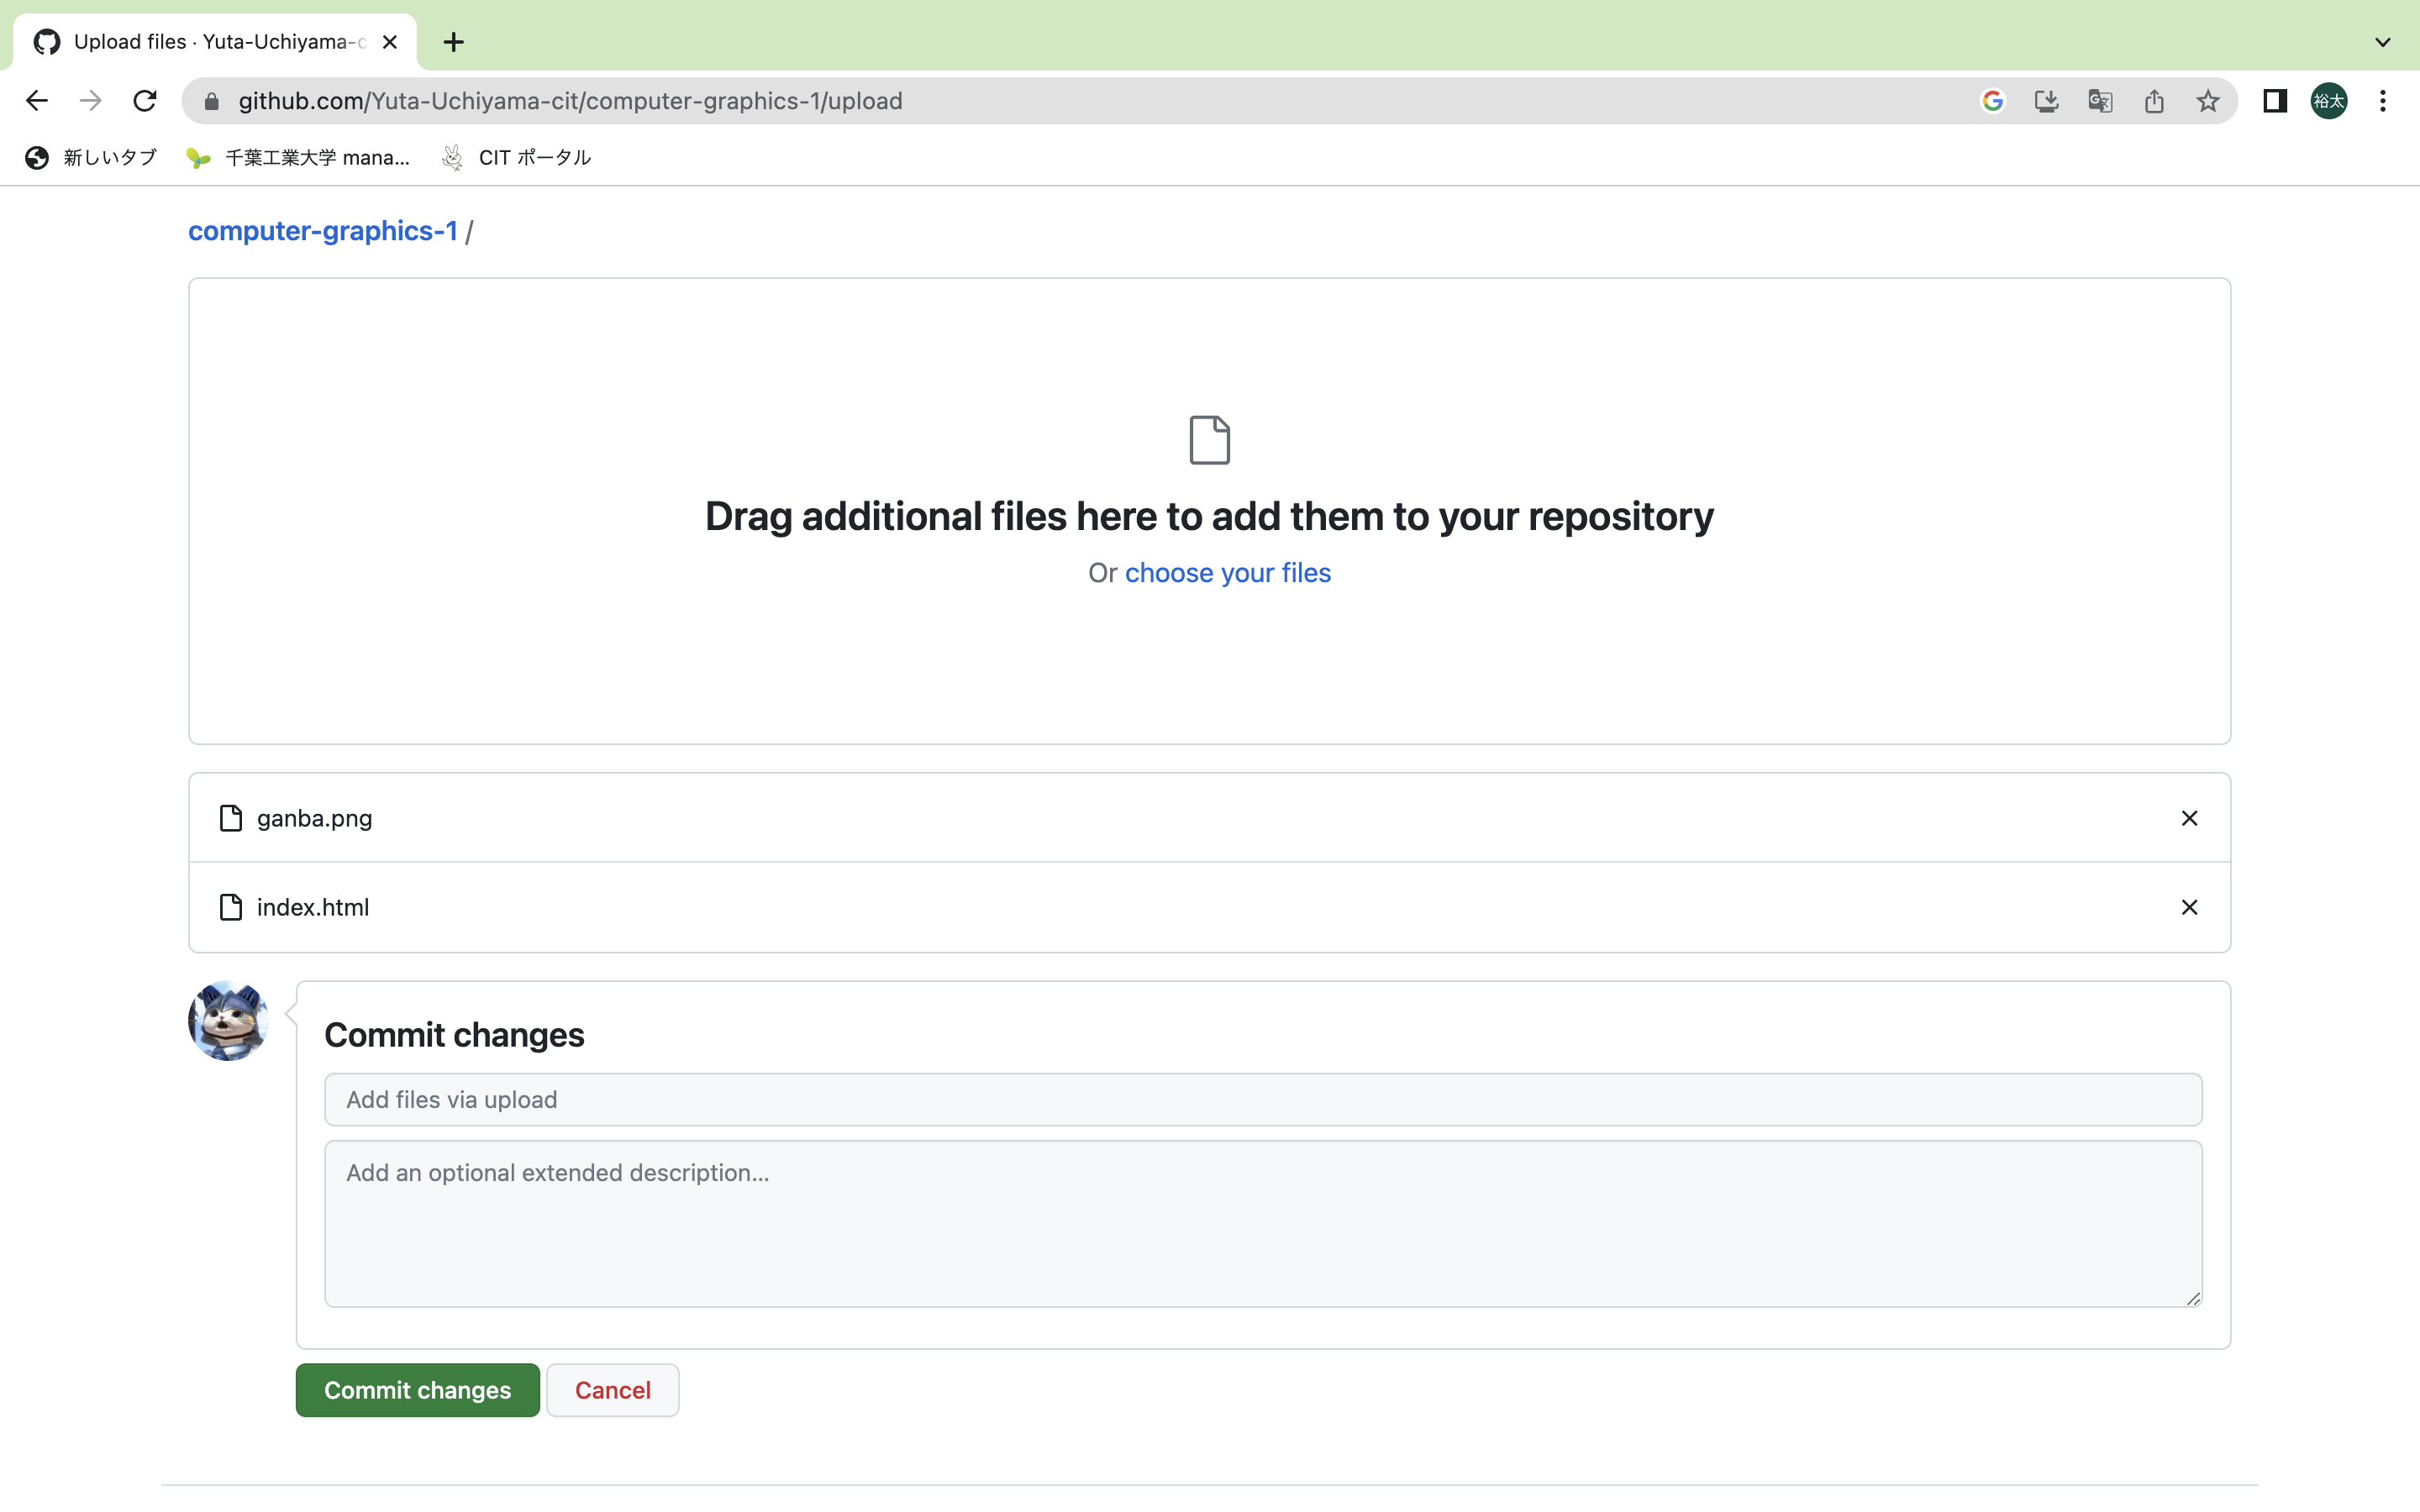 Upload files · Yuta-Uchiyama-c
github.com/Yuta-Uchiyama-cit/computer-graphics-1/upload
裕太
新しいタブ
千葉工業大学 mana...
CIT ポータル
computer-graphics-1 /
Drag additional files here to add them to your repository
Or choose your files
ganba.png
index.html
Commit changes
Add files via upload
Add an optional extended description...
Commit changes
Cancel